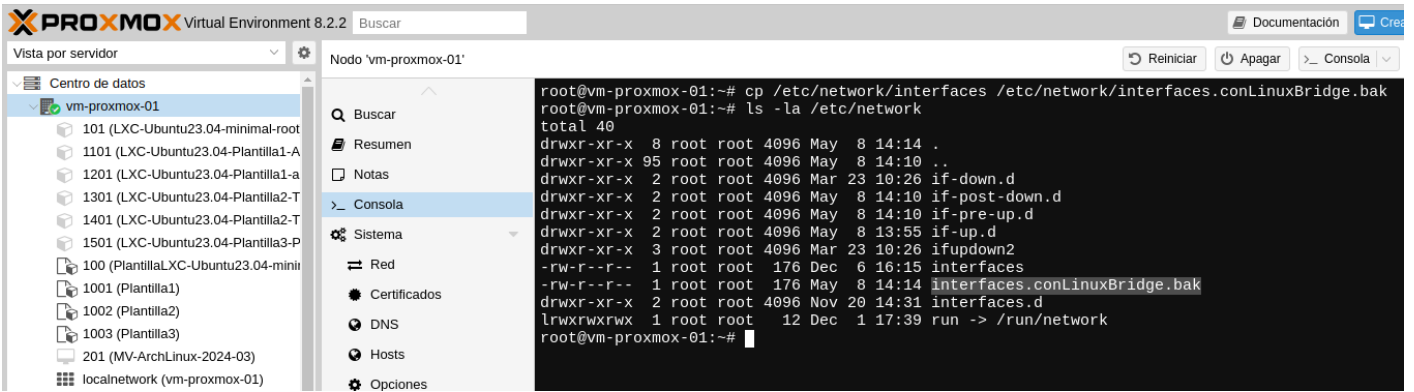 PROXMOX Virtual Environment 8.2.2 Buscar Documentación Crea
Vista por servidor
Nodo 'vm-proxmox-01' Reiniciar Apagar >_ Consola
Centro de datos
vm-proxmox-01
101 (LXC-Ubuntu23.04-minimal-root
1101 (LXC-Ubuntu23.04-Plantilla1-A
1201 (LXC-Ubuntu23.04-Plantilla1-a
1301 (LXC-Ubuntu23.04-Plantilla2-T
1401 (LXC-Ubuntu23.04-Plantilla2-T
1501 (LXC-Ubuntu23.04-Plantilla3-P
100 (PlantillaLXC-Ubuntu23.04-minin
1001 (Plantilla1)
1002 (Plantilla2)
1003 (Plantilla3)
201 (MV-ArchLinux-2024-03)
localnetwork (vm-proxmox-01)
Buscar
Resumen
Notas
>_ Consola
Sistema
Red
Certificados
DNS
Hosts
Opciones
root@vm-proxmox-01:~# cp /etc/network/interfaces /etc/network/interfaces.conLinuxBridge.bak
root@vm-proxmox-01:~# ls -la /etc/network
total 40
drwxr-xr-x  8 root root 4096 May  8 14:14 .
drwxr-xr-x 95 root root 4096 May  8 14:10 ..
drwxr-xr-x  2 root root 4096 Mar 23 10:26 if-down.d
drwxr-xr-x  2 root root 4096 May  8 14:10 if-post-down.d
drwxr-xr-x  2 root root 4096 May  8 14:10 if-pre-up.d
drwxr-xr-x  2 root root 4096 May  8 13:55 if-up.d
drwxr-xr-x  3 root root 4096 Mar 23 10:26 ifupdown2
-rw-r--r--  1 root root  176 Dec  6 16:15 interfaces
-rw-r--r--  1 root root  176 May  8 14:14 interfaces.conLinuxBridge.bak
drwxr-xr-x  2 root root 4096 Nov 20 14:31 interfaces.d
lrwxrwxrwx  1 root root   12 Dec  1 17:39 run -> /run/network
root@vm-proxmox-01:~#